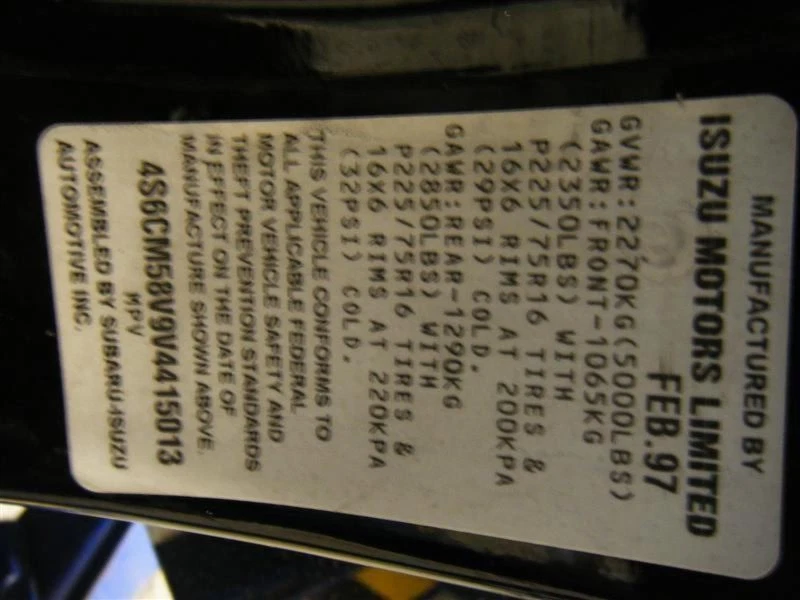 MANUFACTURED BY
ISUZU MOTORS LIMITED
FEB.97
GVWR:2270KG(5000LBS)
GAWR:FRONT-1065KG
(2350LBS) WITH
P225/75R16 TIRES &
16X6 RIMS AT 200KPA
(29PSI) COLD.
GAWR:REAR-1290KG
(2850LBS) WITH
P225/75R16 TIRES &
16X6 RIMS AT 220KPA
(32PSI) COLD.
THIS VEHICLE CONFORMS TO
ALL APPLICABLE FEDERAL
MOTOR VEHICLE SAFETY AND
THEFT PREVENTION STANDARDS
IN EFFECT ON THE DATE OF
MANUFACTURE SHOWN ABOVE.
4S6CM58V9V4415013
MPV
ASSEMBLED BY SUBARU-ISUZU
AUTOMOTIVE INC.